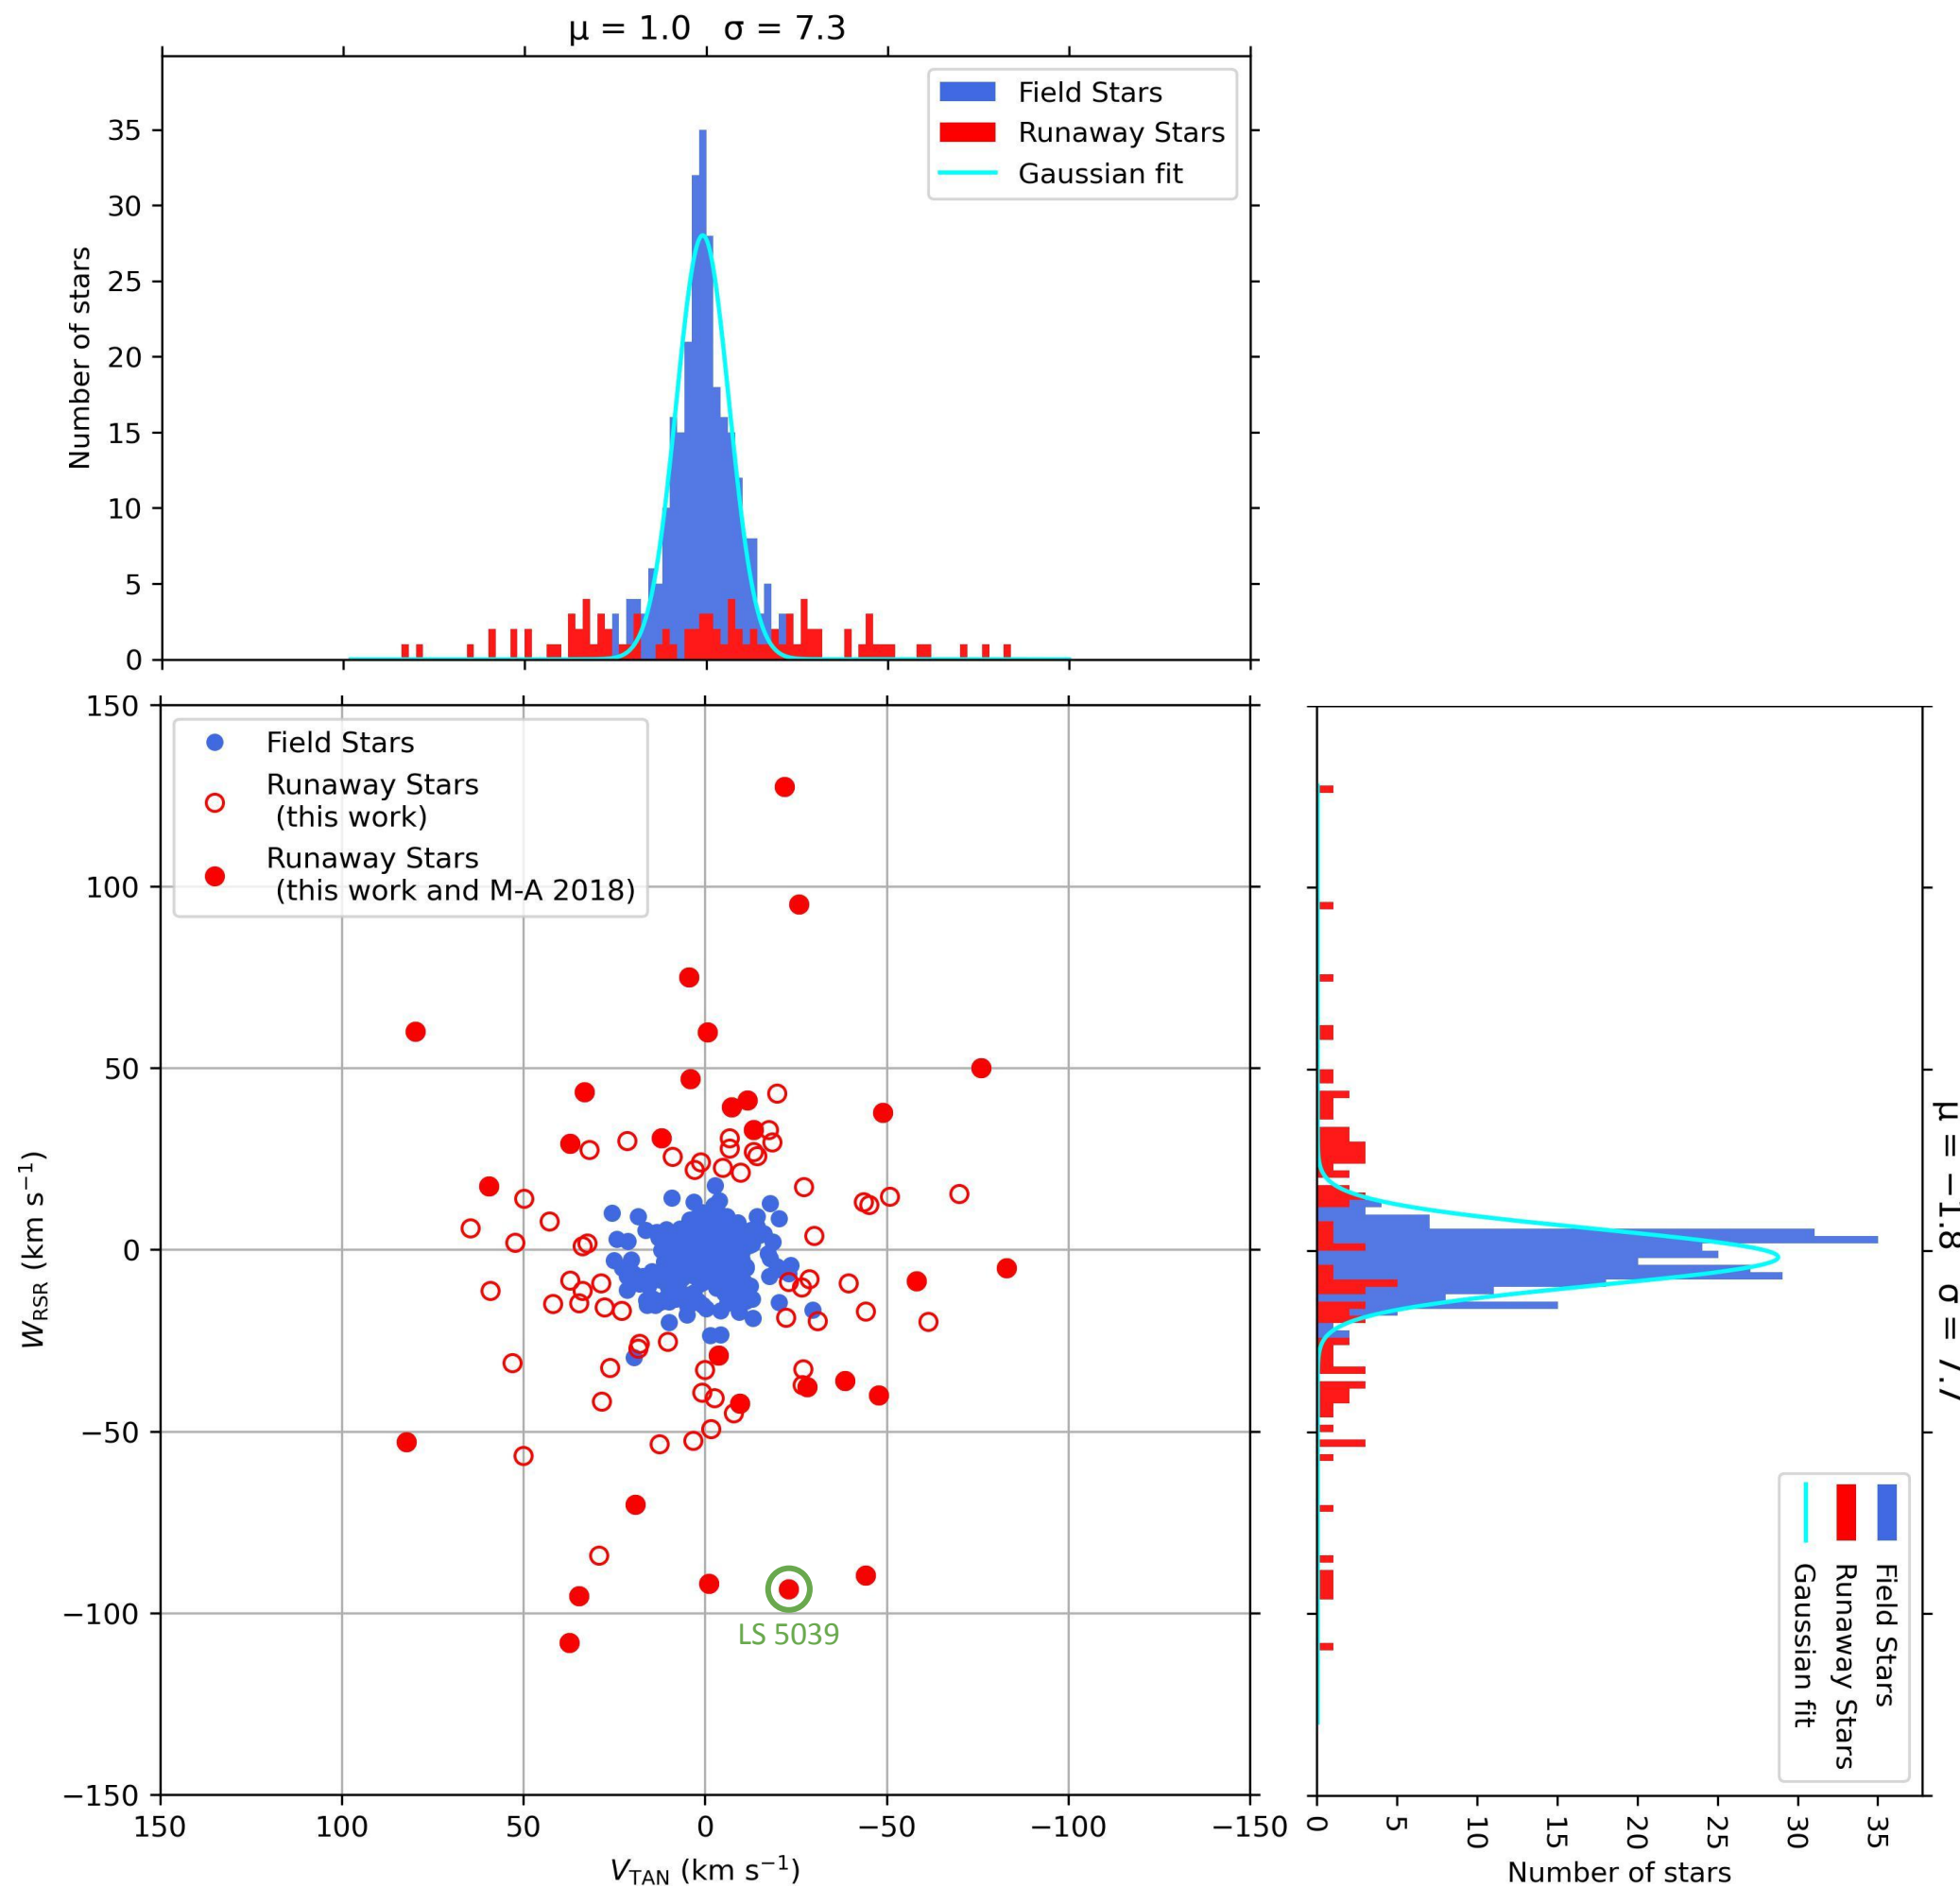 μ = 1.0   σ = 7.3
Number of stars
35
30
25
20
15
10
5
0
Field Stars
Runaway Stars
Gaussian fit
W_RSR (km s⁻¹)
150
100
50
0
−50
−100
−150
Field Stars
Runaway Stars
(this work)
Runaway Stars
(this work and M-A 2018)
LS 5039
150 100 50 0 −50 −100 −150
V_TAN (km s⁻¹)
μ = −1.8   σ = 7.7
Field Stars
Runaway Stars
Gaussian fit
0 5 10 15 20 25 30 35
Number of stars